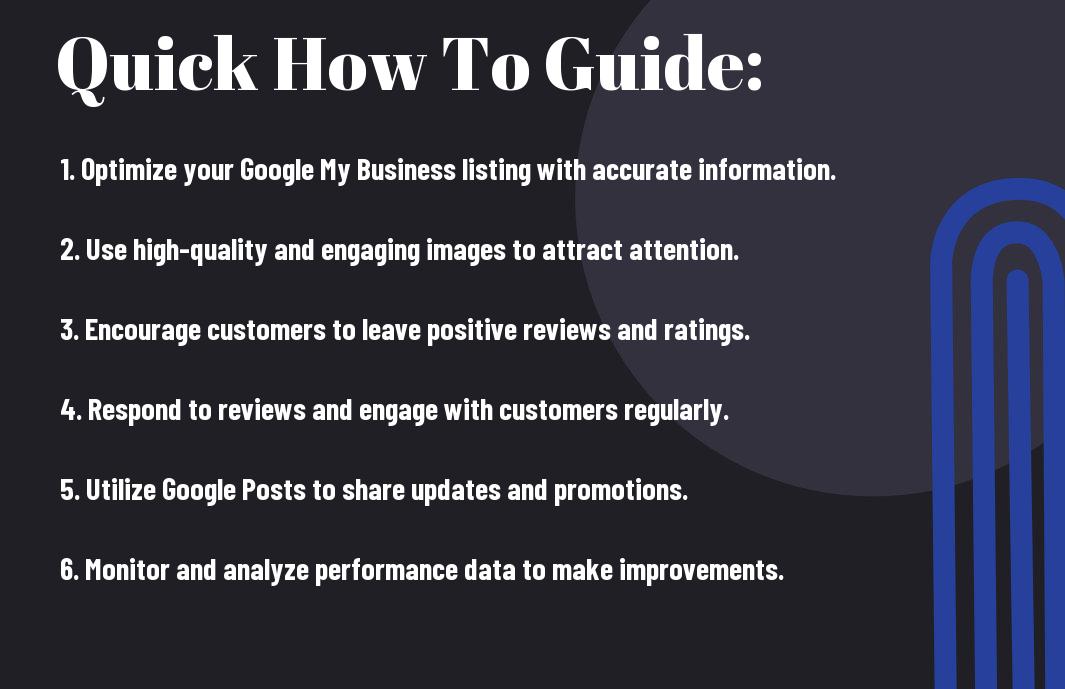 Quick How To Guide:
1. Optimize your Google My Business listing with accurate information.
2. Use high-quality and engaging images to attract attention.
3. Encourage customers to leave positive reviews and ratings.
4. Respond to reviews and engage with customers regularly.
5. Utilize Google Posts to share updates and promotions.
6. Monitor and analyze performance data to make improvements.